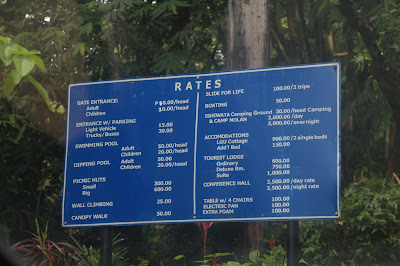 RATES
GATE ENTRANCE:
Adult
Children 20.00/head
ENTRANCE w/ PARKING
Light Vehicle 15.00
Trucks/Buses 30.00
SWIMMING POOL Adult 50.00/head
Children 20.00/head
DIPPING POOL Adult 50.00/head
Children 20.00/head
PICNIC HUTS
Small 300.00
Big 600.00
WALL CLIMBING 25.00
CANOPY WALK 50.00
SLIDE FOR LIFE 100.00/2 trips
BOATING 50.00
ISHIWATA Camping Ground 30.00/head Camping
& CAMP NOLAN 2,000.00/day
3,000.00/overnight
ACCOMODATIONS
LGU Cottage 900.00/2 single beds
Add'l Bed 150.00
TOURIST LODGE
Ordinary 600.00
Deluxe Rm. 750.00
Suite 1,000.00
CONFERENCE HALL 2,500.00/day rate
3,500.00/night rate
TABLE w/ 4 CHAIRS 100.00
ELECTRIC FAN 100.00
EXTRA FOAM 100.00